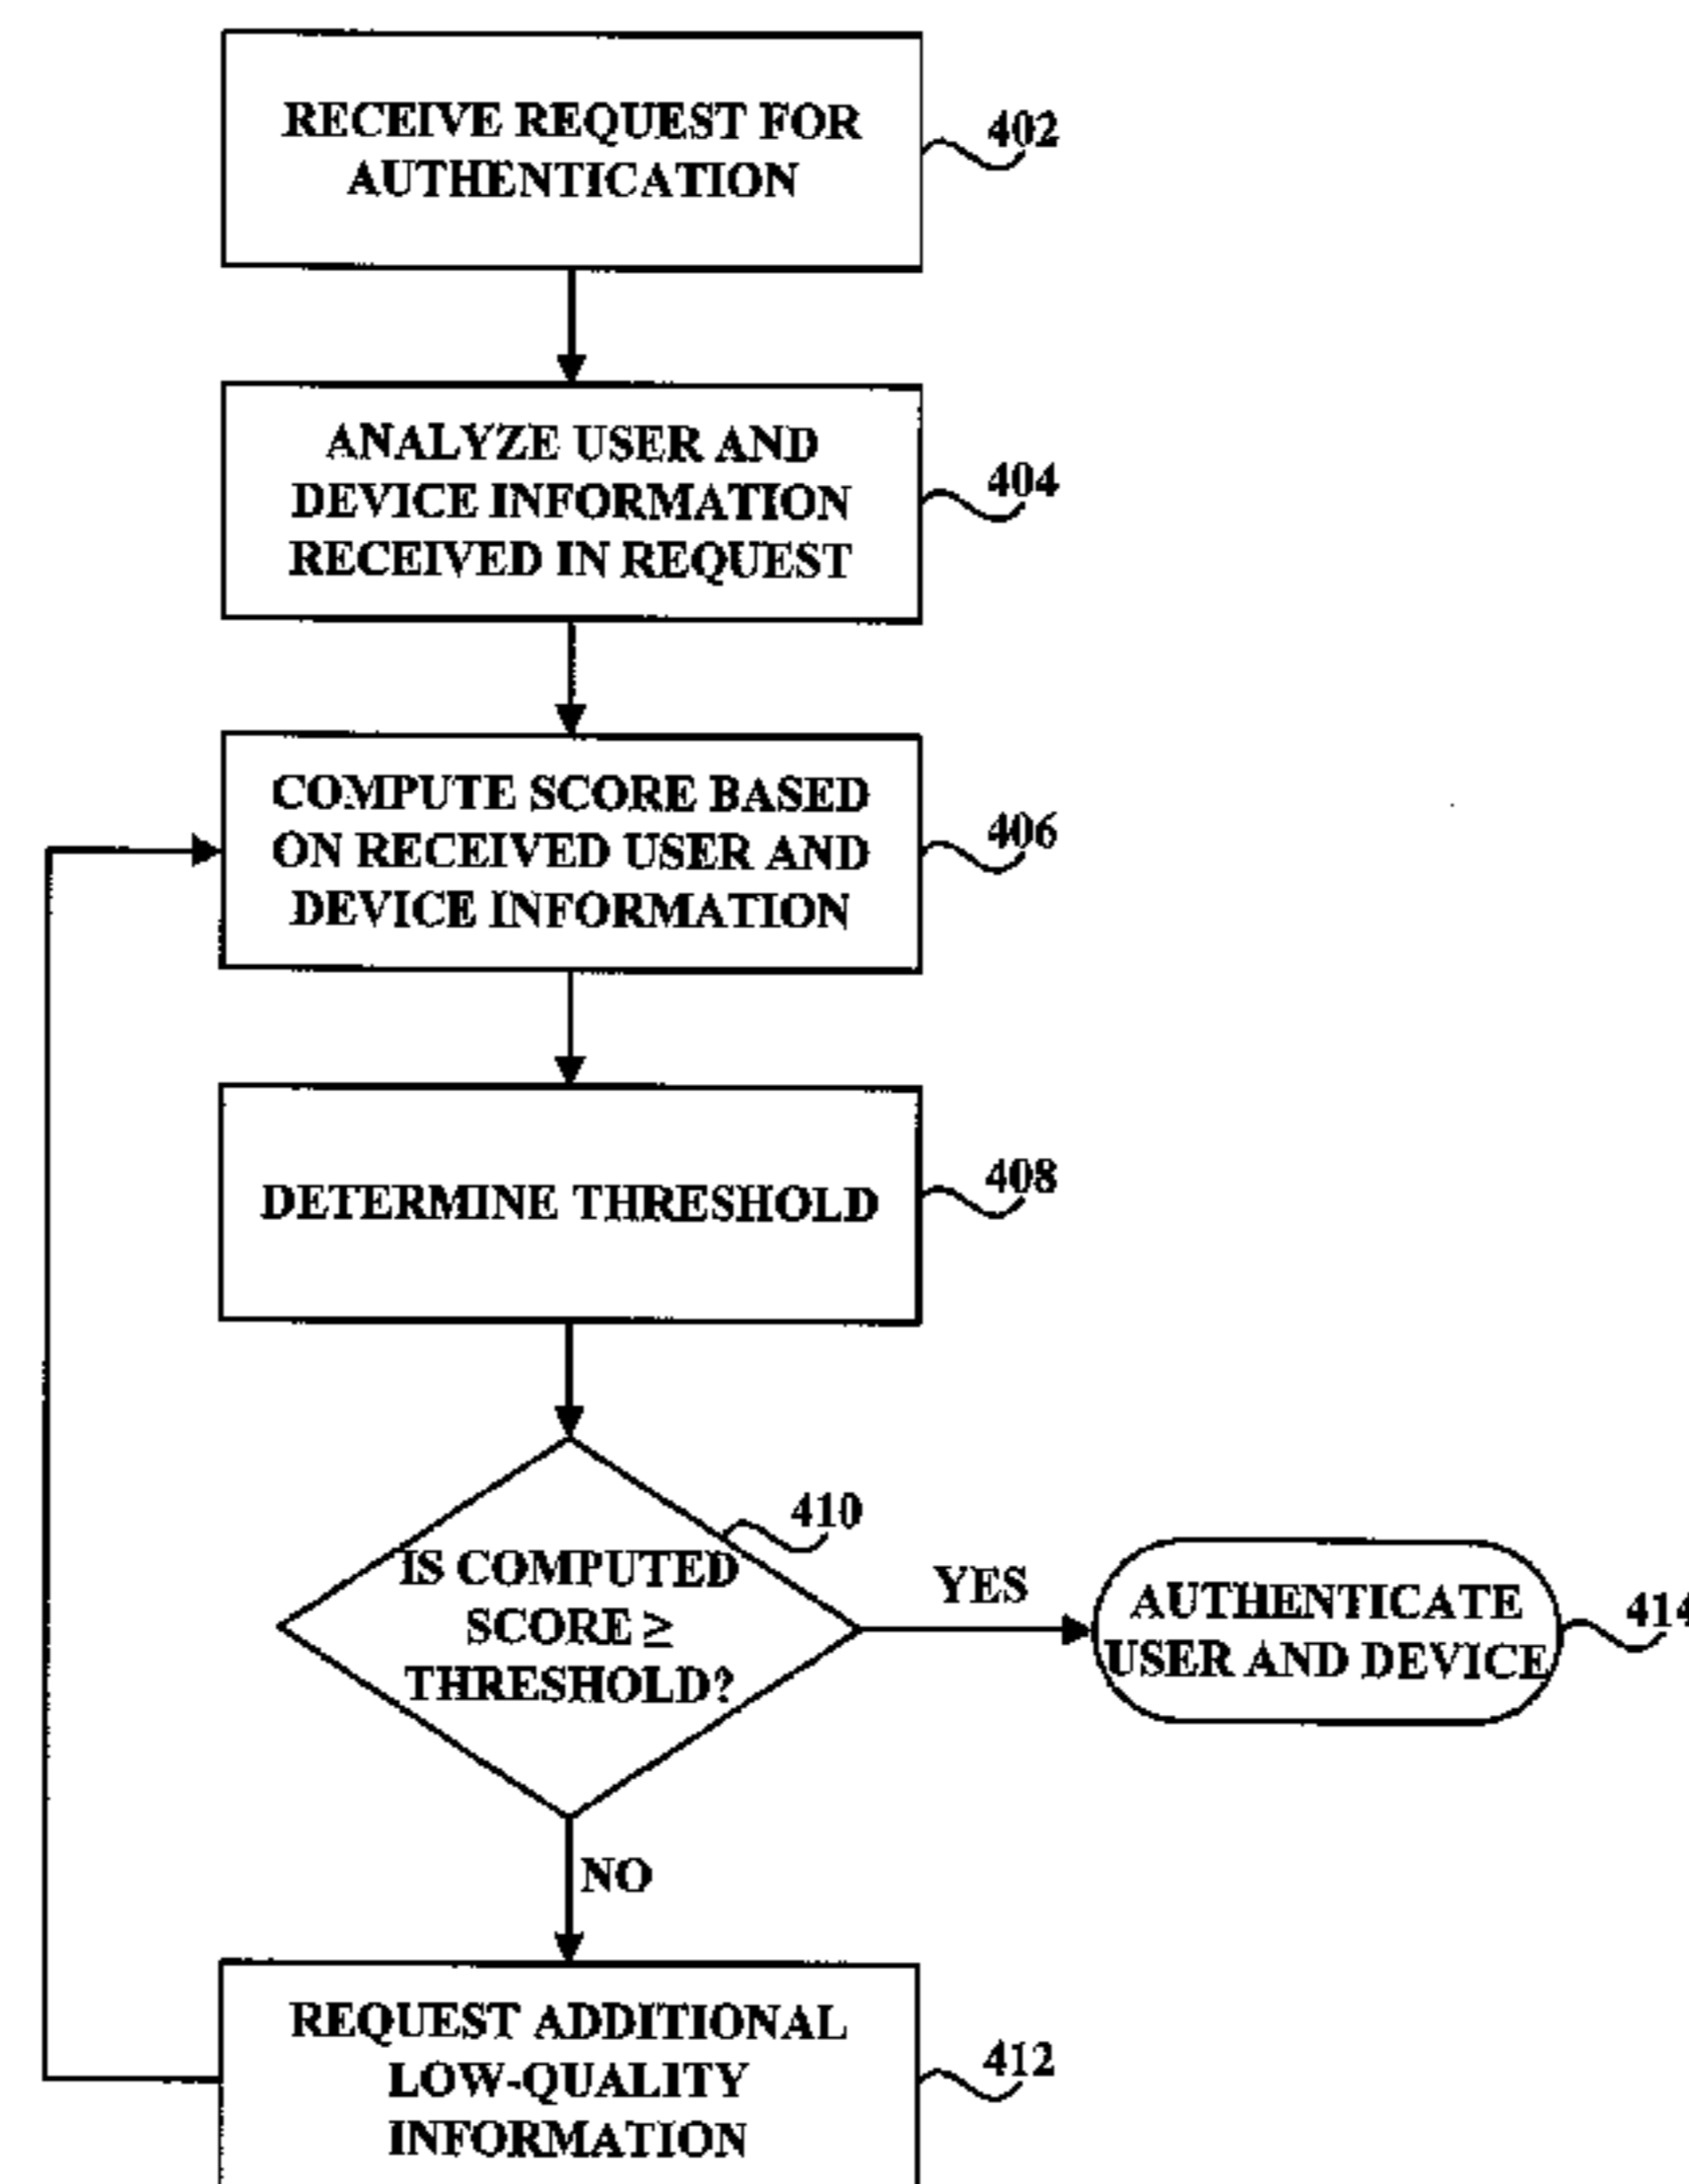 RECEIVE REQUEST FOR
AUTHENTICATION
402
ANALYZE USER AND
DEVICE INFORMATION
RECEIVED IN REQUEST
404
COMPUTE SCORE BASED
ON RECEIVED USER AND
DEVICE INFORMATION
406
DETERMINE THRESHOLD
408
IS COMPUTED
SCORE ≥
THRESHOLD?
410
YES
AUTHENTICATE
USER AND DEVICE
414
NO
REQUEST ADDITIONAL
LOW-QUALITY
INFORMATION
412